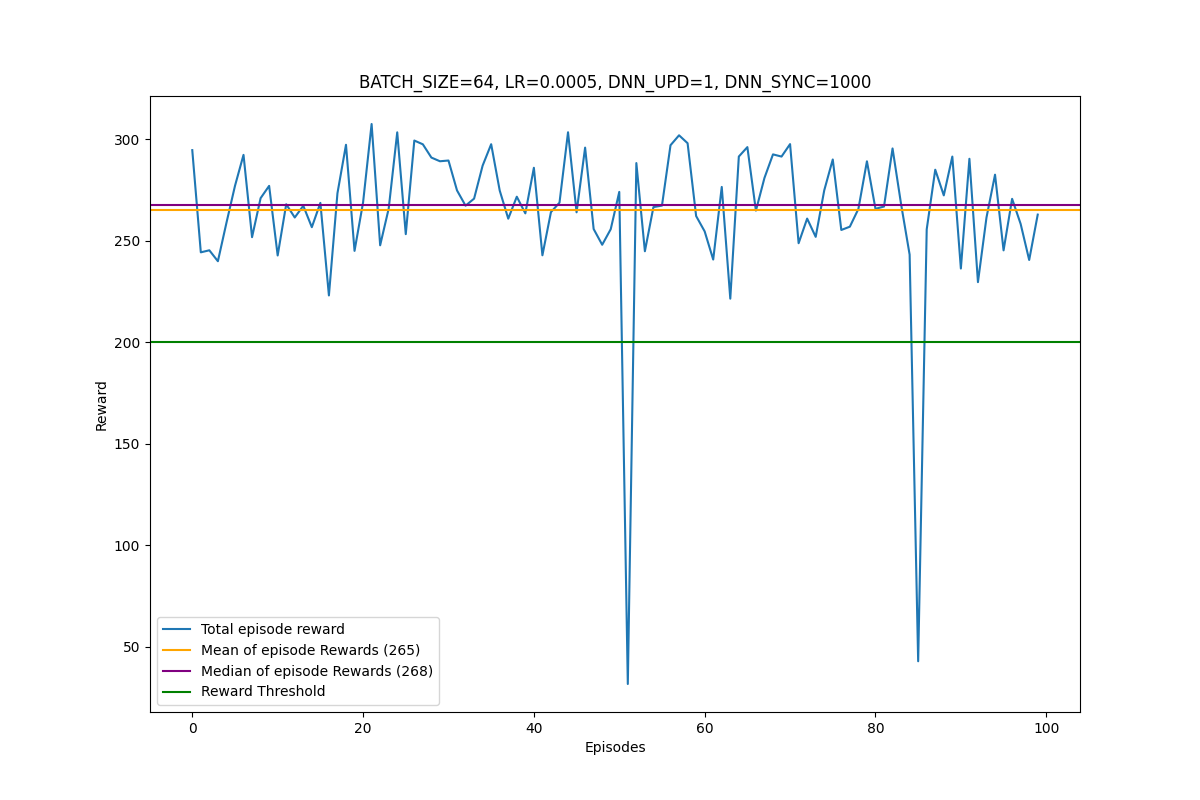 BATCH_SIZE=64, LR=0.0005, DNN_UPD=1, DNN_SYNC=1000
300
250
200
150
100
50
Reward
Total episode reward
Mean of episode Rewards (265)
Median of episode Rewards (268)
Reward Threshold
0 20 40 60 80 100
Episodes